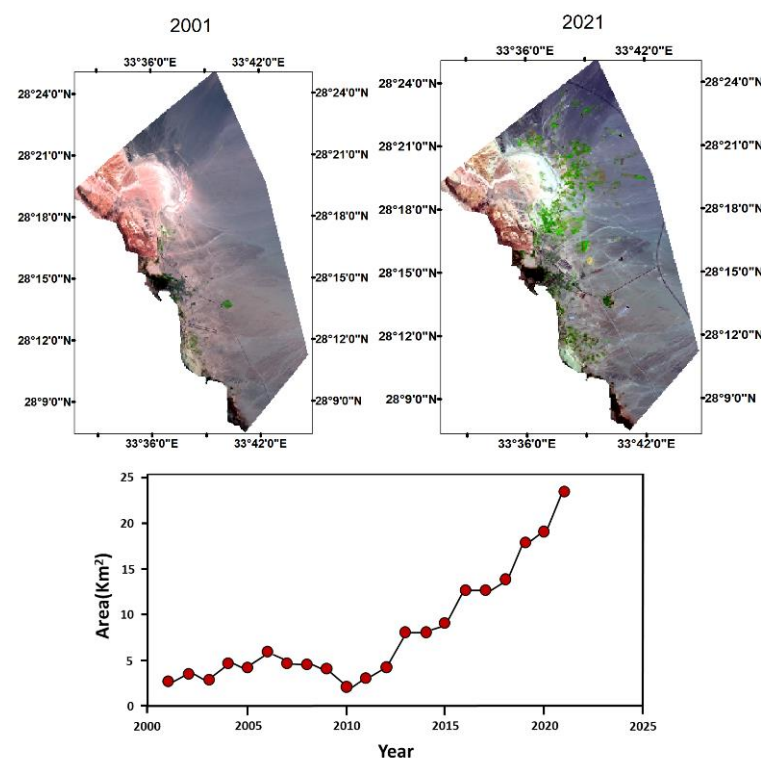 2001
2021
33°36'0"E 33°42'0"E
33°36'0"E 33°42'0"E
28°24'0"N 28°24'0"N
28°21'0"N 28°21'0"N
28°18'0"N 28°18'0"N
28°15'0"N 28°15'0"N
28°12'0"N 28°12'0"N
28°9'0"N 28°9'0"N
33°36'0"E 33°42'0"E
28°24'0"N 28°24'0"N
28°21'0"N 28°21'0"N
28°18'0"N 28°18'0"N
28°15'0"N 28°15'0"N
28°12'0"N 28°12'0"N
28°9'0"N 28°9'0"N
33°36'0"E 33°42'0"E
Area(Km²)
25
20
15
10
5
0
2000 2005 2010 2015 2020 2025
Year